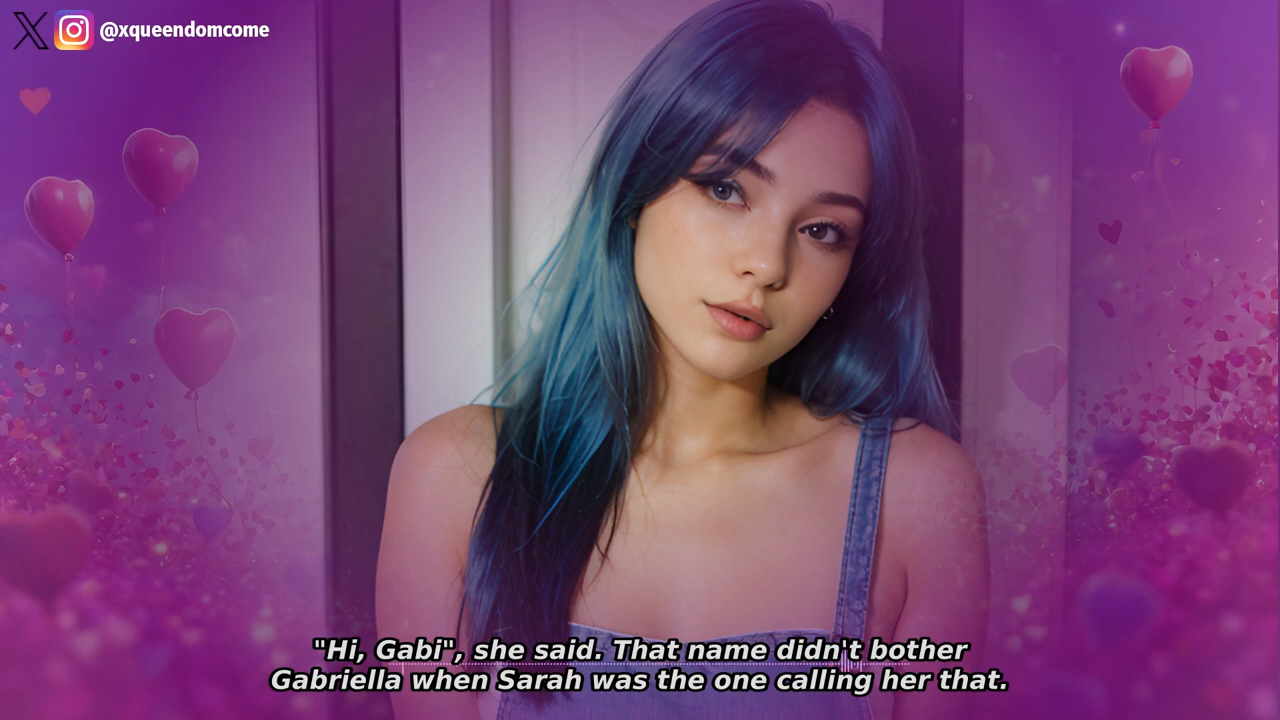 @xqueendomcome
"Hi, Gabi", she said. That name didn't bother
Gabriella when Sarah was the one calling her that.